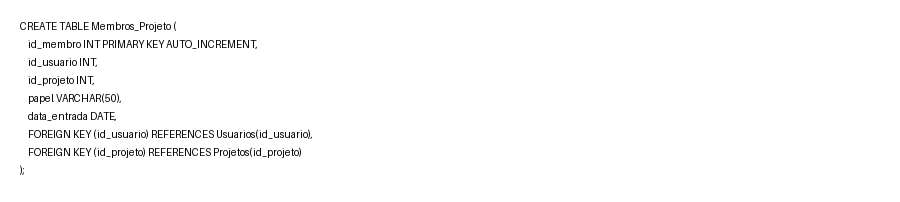 CREATE TABLE Membros_Projeto (
    id_membro INT PRIMARY KEY AUTO_INCREMENT,
    id_usuario INT,
    id_projeto INT,
    papel VARCHAR(50),
    data_entrada DATE,
    FOREIGN KEY (id_usuario) REFERENCES Usuarios(id_usuario),
    FOREIGN KEY (id_projeto) REFERENCES Projetos(id_projeto)
);